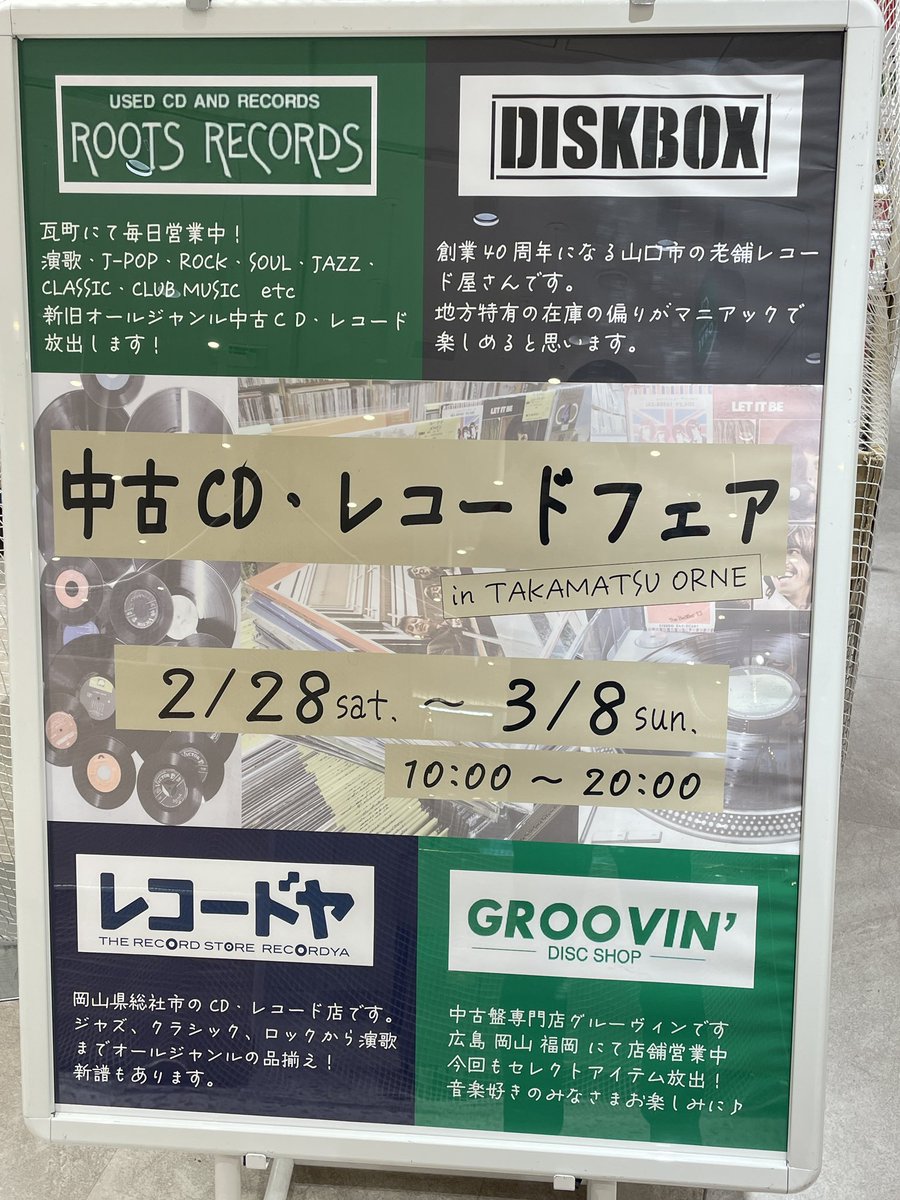 USED CD AND RECORDS
ROOTS RECORDS
瓦町にて毎日営業中！
演歌・J-POP・ROCK・SOUL・JAZZ・
CLASSIC・CLUB MUSIC etc
新旧オールジャンル中古CD・レコード
放出します！
DISKBOX
創業40周年になる山口市の老舗レコー
ド屋さんです。
地方特有の在庫の偏りがマニアックで
楽しめると思います。
LET IT BE
LET IT BE
中古CD・レコードフェア
in TAKAMATSU ORNE
2/28sat.～3/8sun.
10:00～20:00
レコードヤ
THE RECORD STORE RECORDYA
岡山県総社市のCD・レコード店です。
ジャズ、クラシック、ロックから演歌
までオールジャンルの品揃え！
新譜もあります。
GROOVIN'
DISC SHOP
中古盤専門店グルーヴィンです
広島 岡山 福岡 にて店舗営業中
今回もセレクトアイテム放出！
音楽好きのみなさまお楽しみに♪